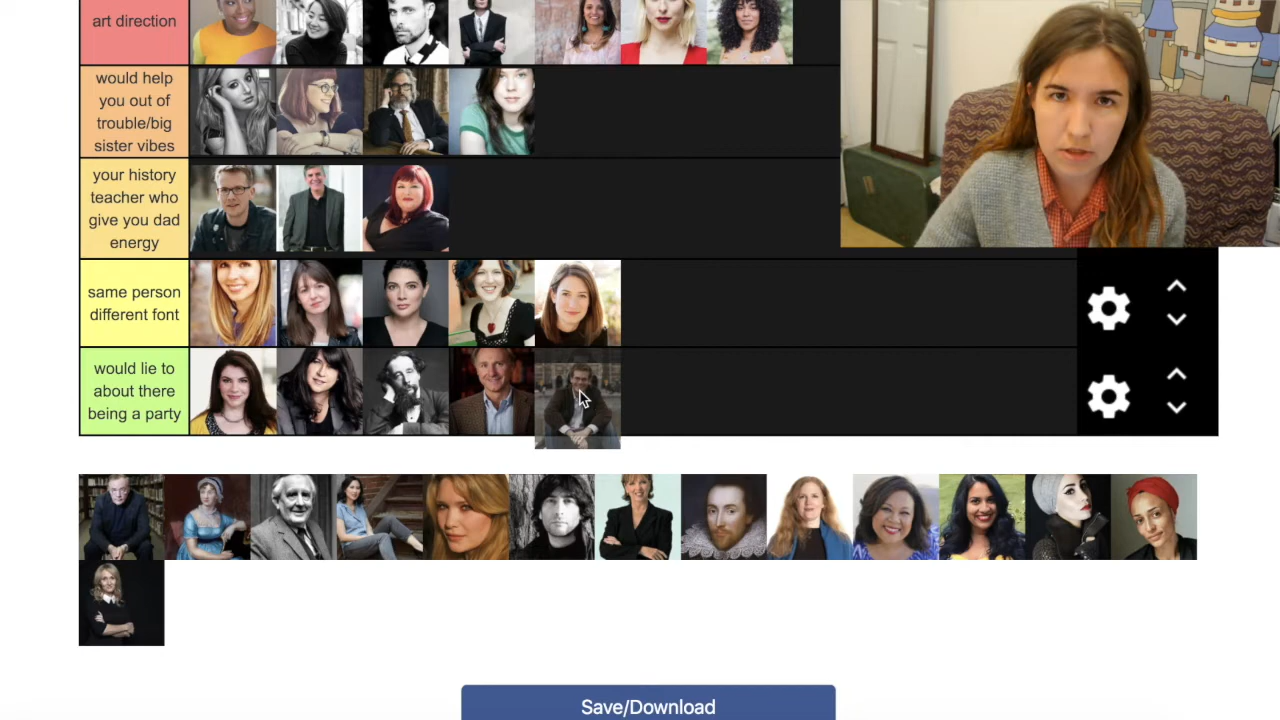 art direction
would help
you out of
trouble/big
sister vibes
your history
teacher who
give you dad
energy
same person
different font
would lie to
about there
being a party
Save/Download